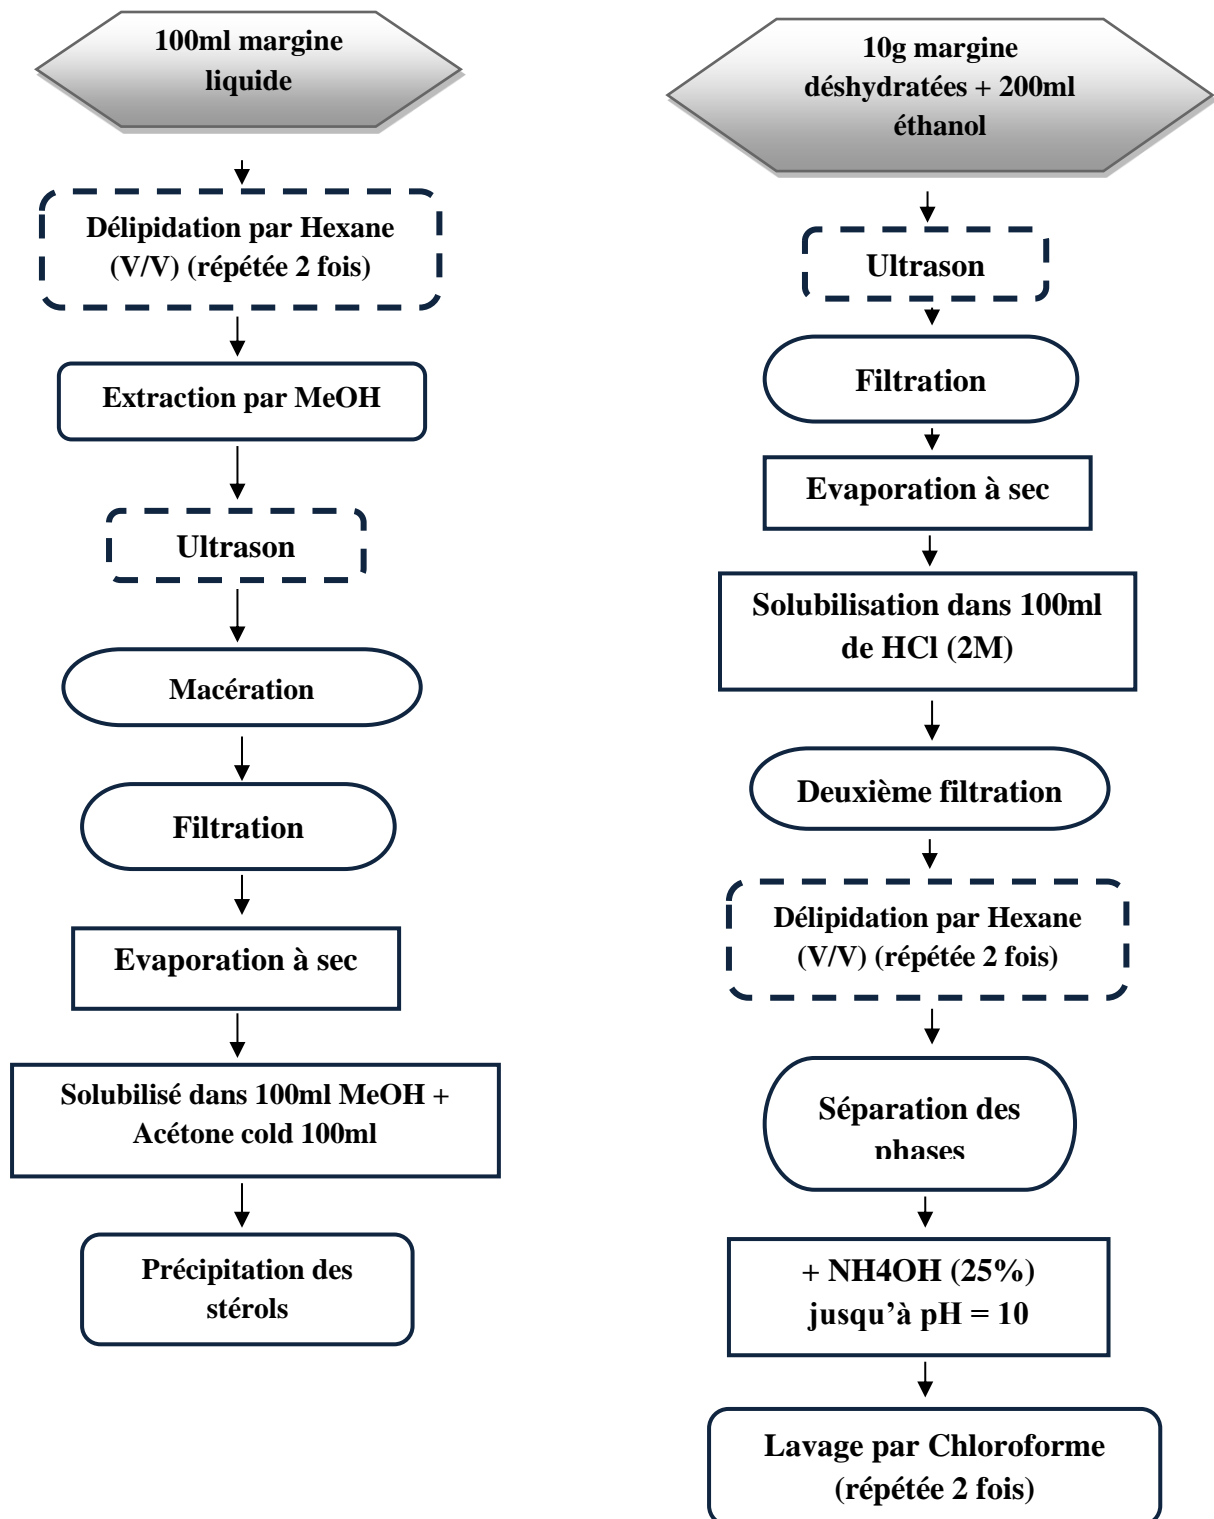 100ml margine
liquide
Délipidation par Hexane
(V/V) (répétée 2 fois)
Extraction par MeOH
Ultrason
Macération
Filtration
Evaporation à sec
Solubilisé dans 100ml MeOH +
Acétone cold 100ml
Précipitation des
stérols
10g margine
déshydratées + 200ml
éthanol
Ultrason
Filtration
Evaporation à sec
Solubilisation dans 100ml
de HCl (2M)
Deuxième filtration
Délipidation par Hexane
(V/V) (répétée 2 fois)
Séparation des
phases
+ NH4OH (25%)
jusqu’à pH = 10
Lavage par Chloroforme
(répétée 2 fois)